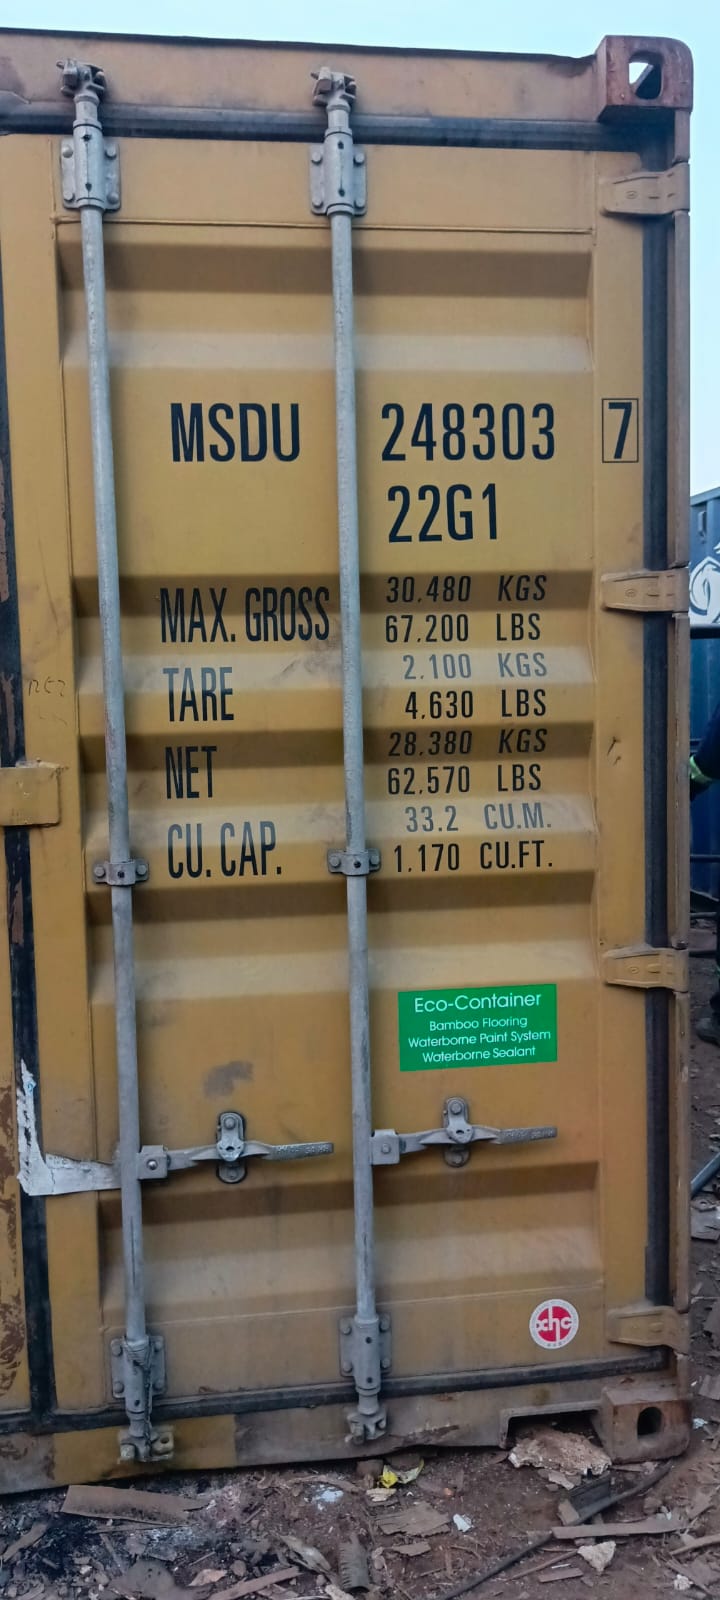 MSDU 248303 7
22G1
MAX. GROSS 30.480 KGS
67.200 LBS
TARE 2.100 KGS
4.630 LBS
NET 28.380 KGS
62.570 LBS
CU. CAP. 33.2 CU.M.
1.170 CU.FT.
Eco-Container
Bamboo Flooring
Waterborne Paint System
Waterborne Sealant